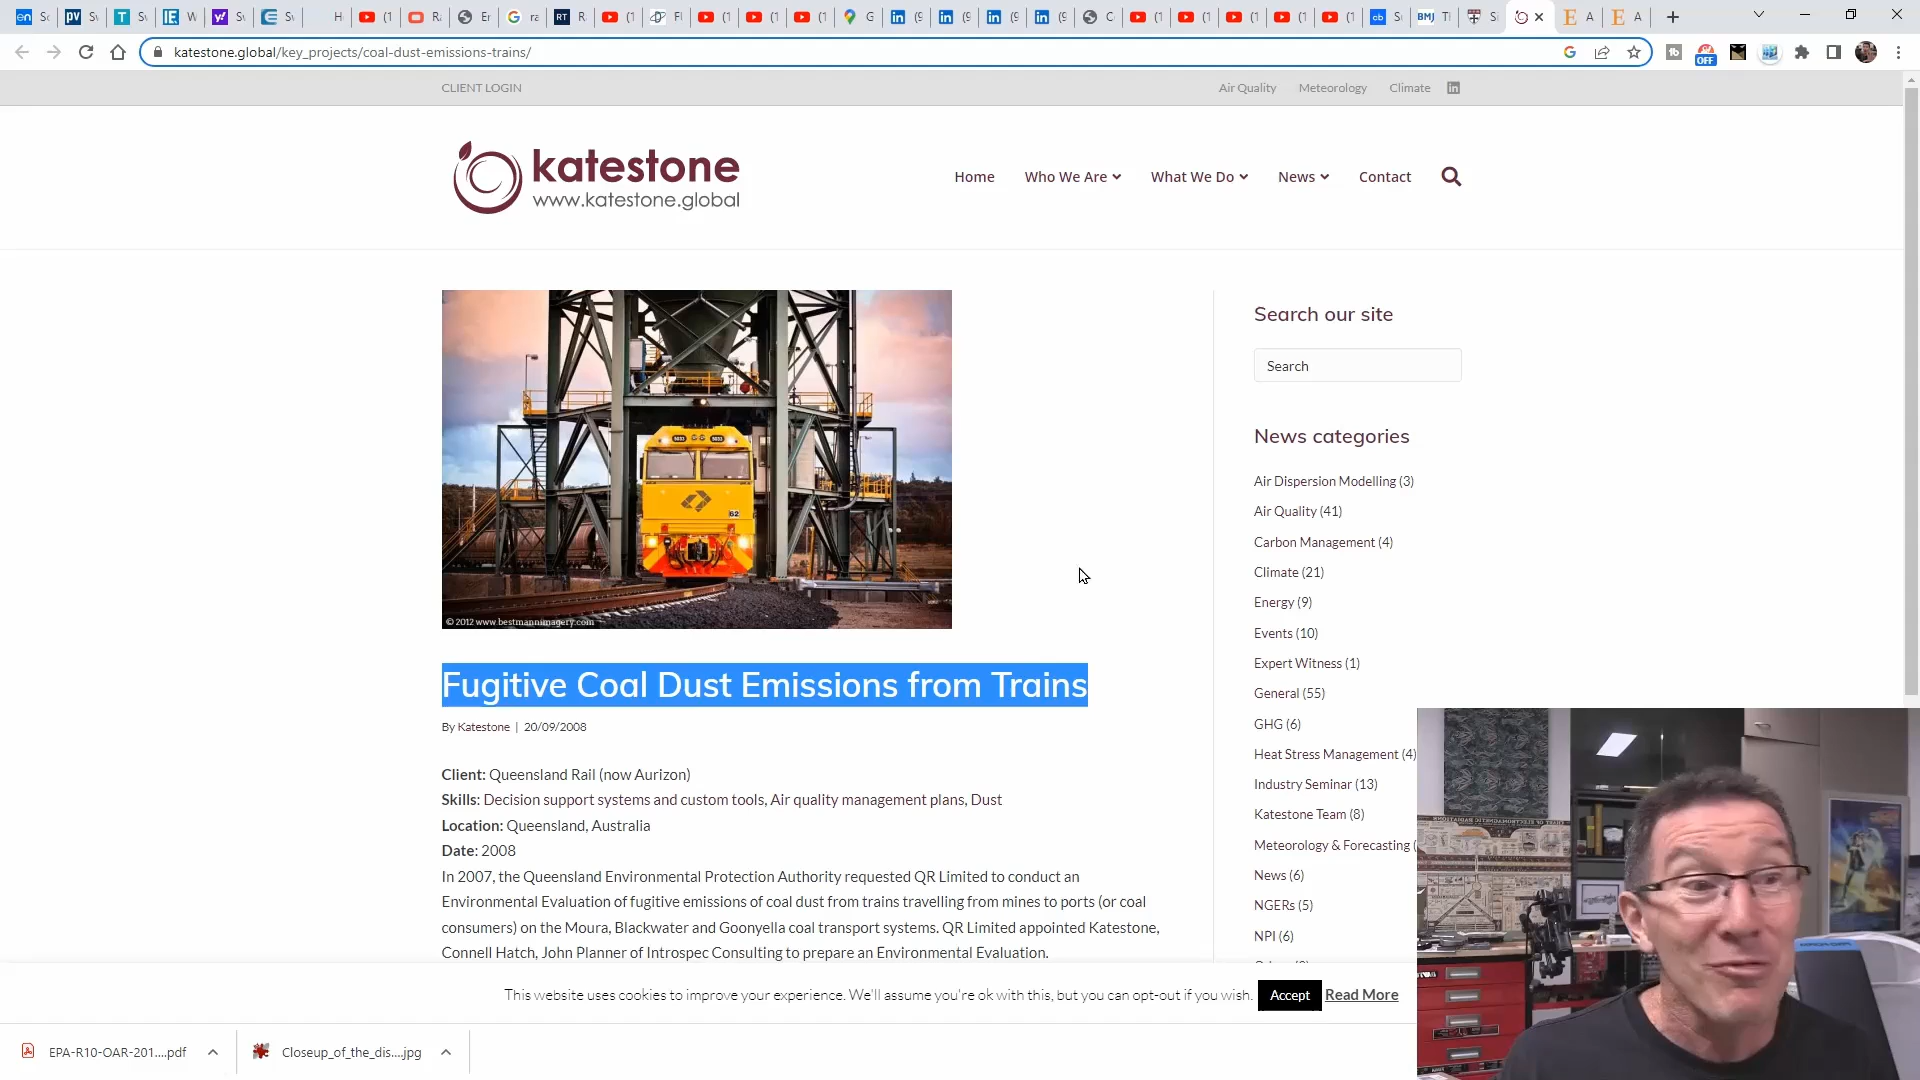 katestone.global/key_projects/coal-dust-emissions-trains/
OFF
CLIENT LOGIN
Air Quality Meteorology Climate
katestone
www.katestone.global
Home Who We Are What We Do News Contact
© 2012 www.bestmannimagery.com
62
Fugitive Coal Dust Emissions from Trains
By Katestone | 20/09/2008
Client: Queensland Rail (now Aurizon)
Skills: Decision support systems and custom tools, Air quality management plans, Dust
Location: Queensland, Australia
Date: 2008
In 2007, the Queensland Environmental Protection Authority requested QR Limited to conduct an
Environmental Evaluation of fugitive emissions of coal dust from trains travelling from mines to ports (or coal
consumers) on the Moura, Blackwater and Goonyella coal transport systems. QR Limited appointed Katestone,
Connell Hatch, John Planner of Introspec Consulting to prepare an Environmental Evaluation.
Search our site
Search
News categories
Air Dispersion Modelling (3)
Air Quality (41)
Carbon Management (4)
Climate (21)
Energy (9)
Events (10)
Expert Witness (1)
General (55)
GHG (6)
Heat Stress Management (4)
Industry Seminar (13)
Katestone Team (8)
Meteorology & Forecasting (
News (6)
NGERs (5)
NPI (6)
This website uses cookies to improve your experience. We'll assume you're ok with this, but you can opt-out if you wish. Accept Read More
EPA-R10-OAR-201....pdf
Closeup_of_the_dis....jpg